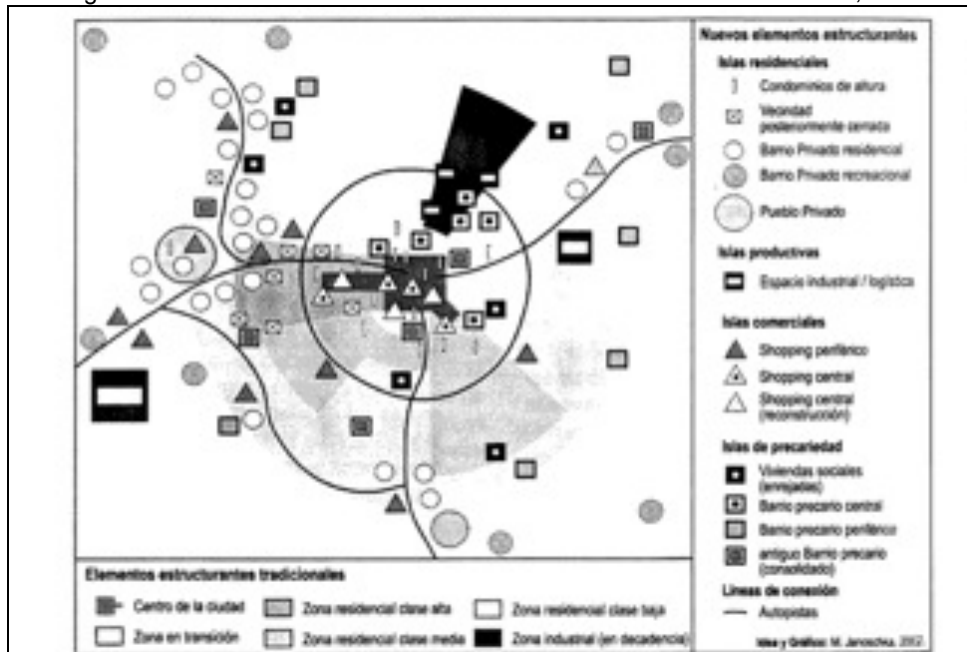 Nuevos elementos estructurantes
Islas residenciales
Condominios de altura
Vecindad
posteriormente cerrada
Barrio Privado residencial
Barrio Privado recreacional
Pueblo Privado
Islas productivas
Espacio industrial / logística
Islas comerciales
Shopping periférico
Shopping central
Shopping central
(reconstrucción)
Islas de precariedad
Viviendas sociales
(enrejadas)
Barrio precario central
Barrio precario periférico
antiguo Barrio precario
(consolidado)
Líneas de conexión
Autopistas
Idea y Gráfico: M. Janoschka, 2002
Elementos estructurantes tradicionales
Centro de la ciudad
Zona residencial clase alta
Zona residencial clase baja
Zona en transición
Zona residencial clase media
Zona industrial (en decadencia)